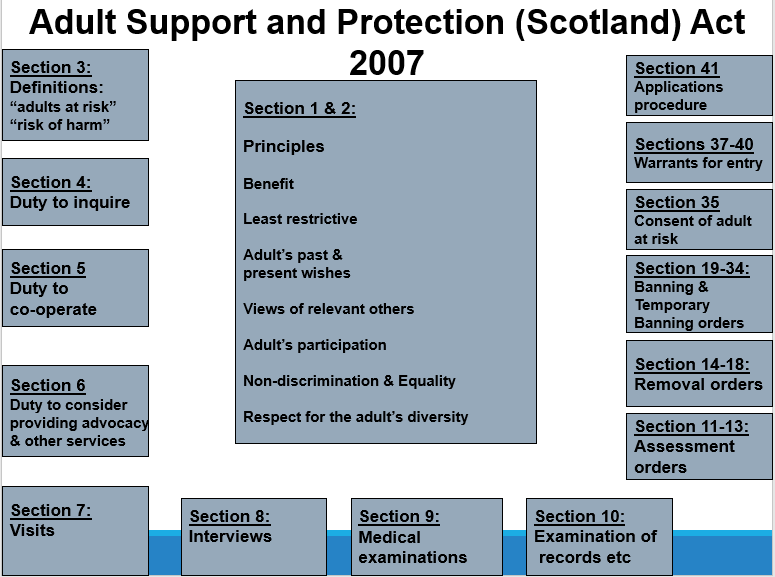 Adult Support and Protection (Scotland) Act
2007
Section 3:
Definitions:
“adults at risk”
“risk of harm”
Section 4:
Duty to inquire
Section 5
Duty to
co-operate
Section 6
Duty to consider
providing advocacy
& other services
Section 7:
Visits
Section 1 & 2:
Principles
Benefit
Least restrictive
Adult’s past &
present wishes
Views of relevant others
Adult’s participation
Non-discrimination & Equality
Respect for the adult’s diversity
Section 8:
Interviews
Section 9:
Medical
examinations
Section 10:
Examination of
records etc
Section 41
Applications
procedure
Sections 37-40
Warrants for entry
Section 35
Consent of adult
at risk
Section 19-34:
Banning &
Temporary
Banning orders
Section 14-18:
Removal orders
Section 11-13:
Assessment
orders